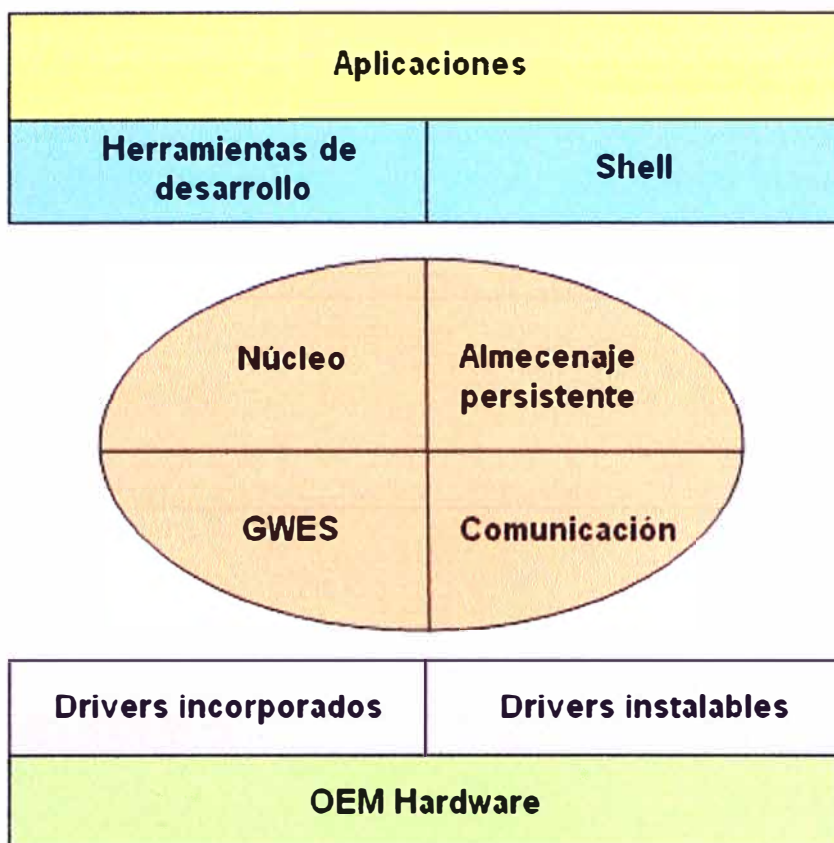 Aplicaciones
Herramientas de
desarrollo
Shell
Núcleo
Almecenaje
persistente
GWES
Comunicación
Drivers incorporados
Drivers instalables
OEM Hardware